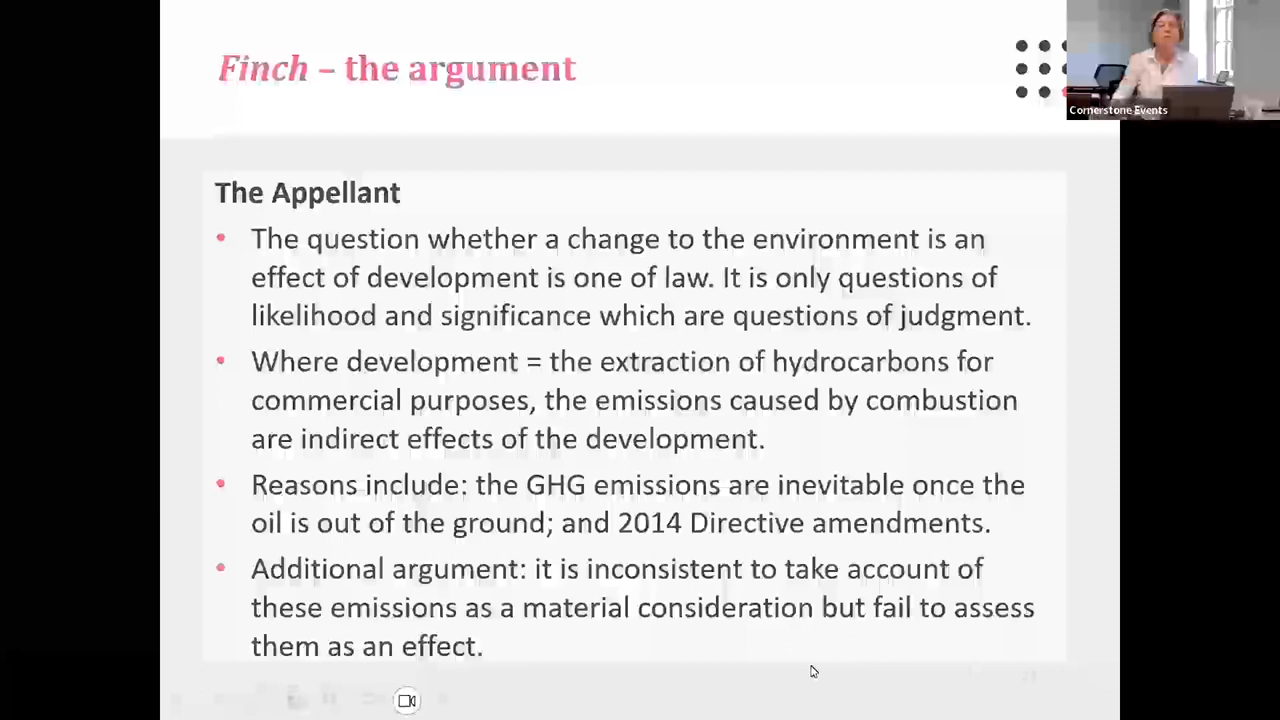 Finch – the argument
Cornerstone Events
The Appellant
• The question whether a change to the environment is an
effect of development is one of law. It is only questions of
likelihood and significance which are questions of judgment.
• Where development = the extraction of hydrocarbons for
commercial purposes, the emissions caused by combustion
are indirect effects of the development.
• Reasons include: the GHG emissions are inevitable once the
oil is out of the ground; and 2014 Directive amendments.
• Additional argument: it is inconsistent to take account of
these emissions as a material consideration but fail to assess
them as an effect.